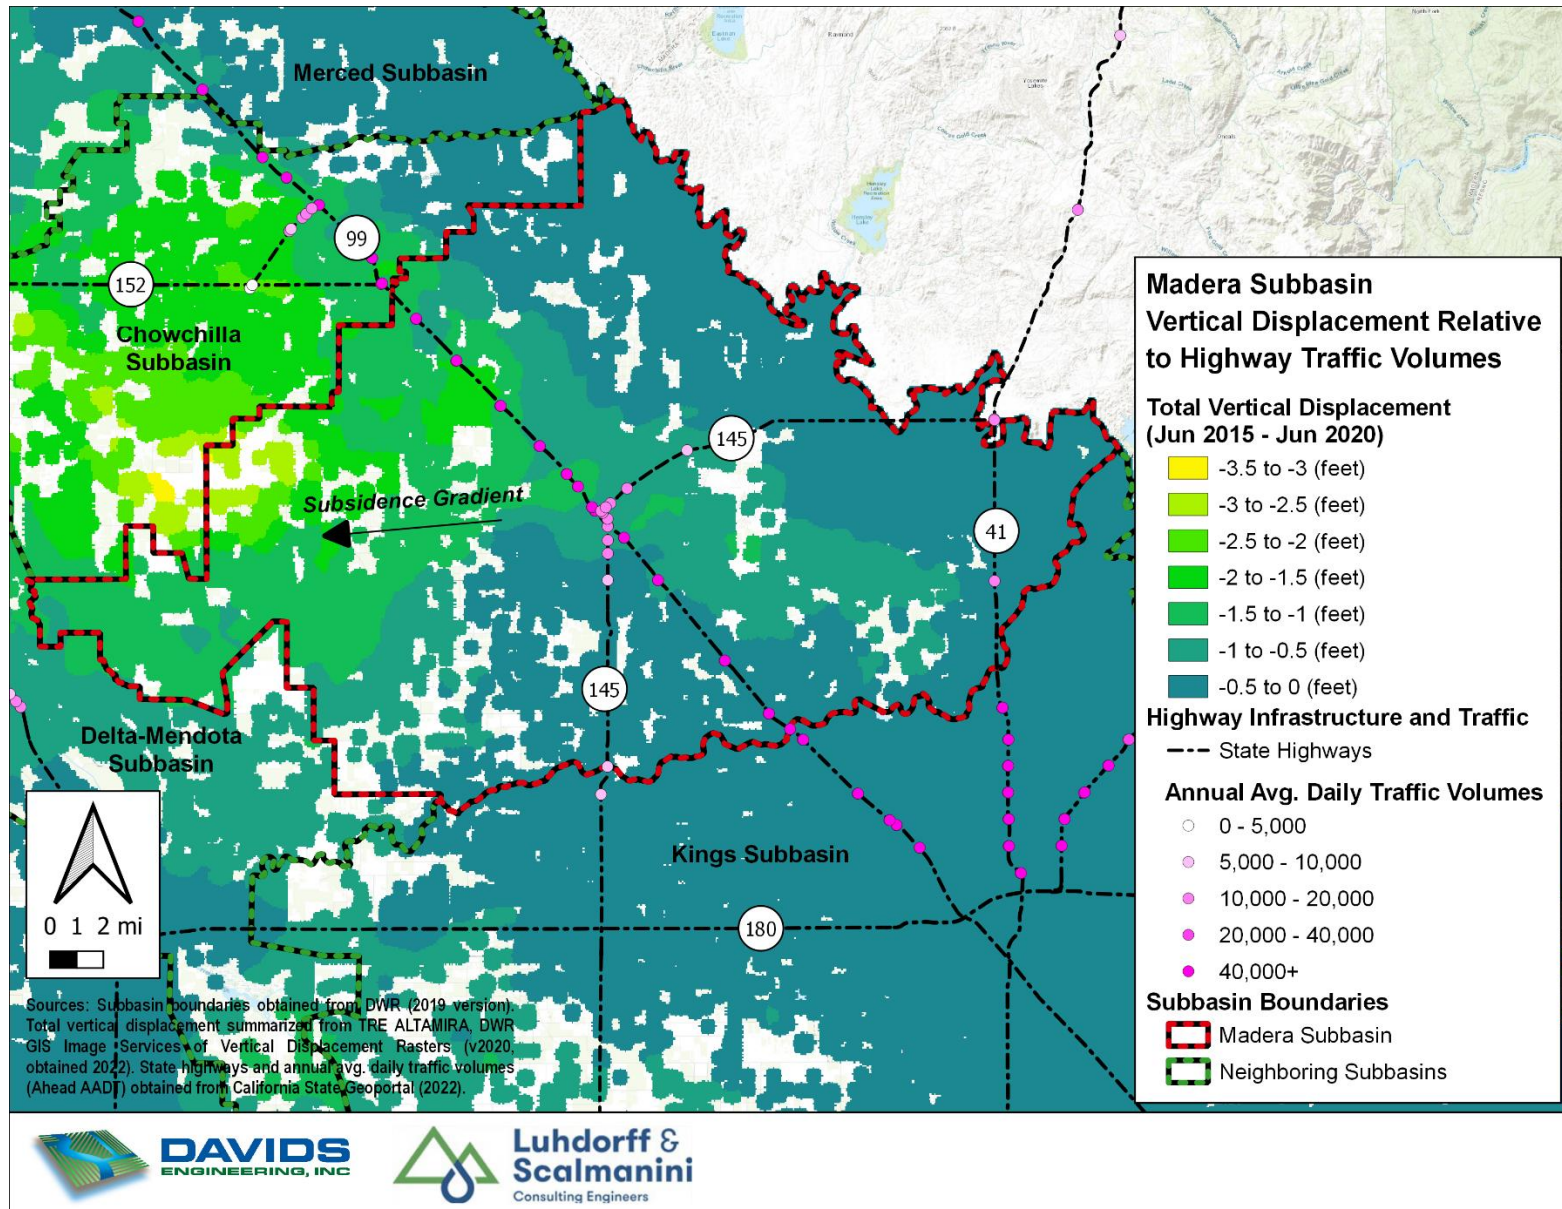 Merced Subbasin
99
152
Chowchilla
Subbasin
145
Subsidence Gradient
41
145
Delta-Mendota
Subbasin
Kings Subbasin
180
0 1 2 mi
Sources: Subbasin boundaries obtained from DWR (2019 version).
Total vertical displacement summarized from TRE ALTAMIRA, DWR
GIS Image Services of Vertical Displacement Rasters (v2020,
obtained 2022). State highways and annual avg. daily traffic volumes
(Ahead AADT) obtained from California State Geoportal (2022).
Madera Subbasin
Vertical Displacement Relative
to Highway Traffic Volumes
Total Vertical Displacement
(Jun 2015 - Jun 2020)
-3.5 to -3 (feet)
-3 to -2.5 (feet)
-2.5 to -2 (feet)
-2 to -1.5 (feet)
-1.5 to -1 (feet)
-1 to -0.5 (feet)
-0.5 to 0 (feet)
Highway Infrastructure and Traffic
State Highways
Annual Avg. Daily Traffic Volumes
0 - 5,000
5,000 - 10,000
10,000 - 20,000
20,000 - 40,000
40,000+
Subbasin Boundaries
Madera Subbasin
Neighboring Subbasins
DAVIDS
ENGINEERING, INC
Luhdorff &
Scalmanini
Consulting Engineers